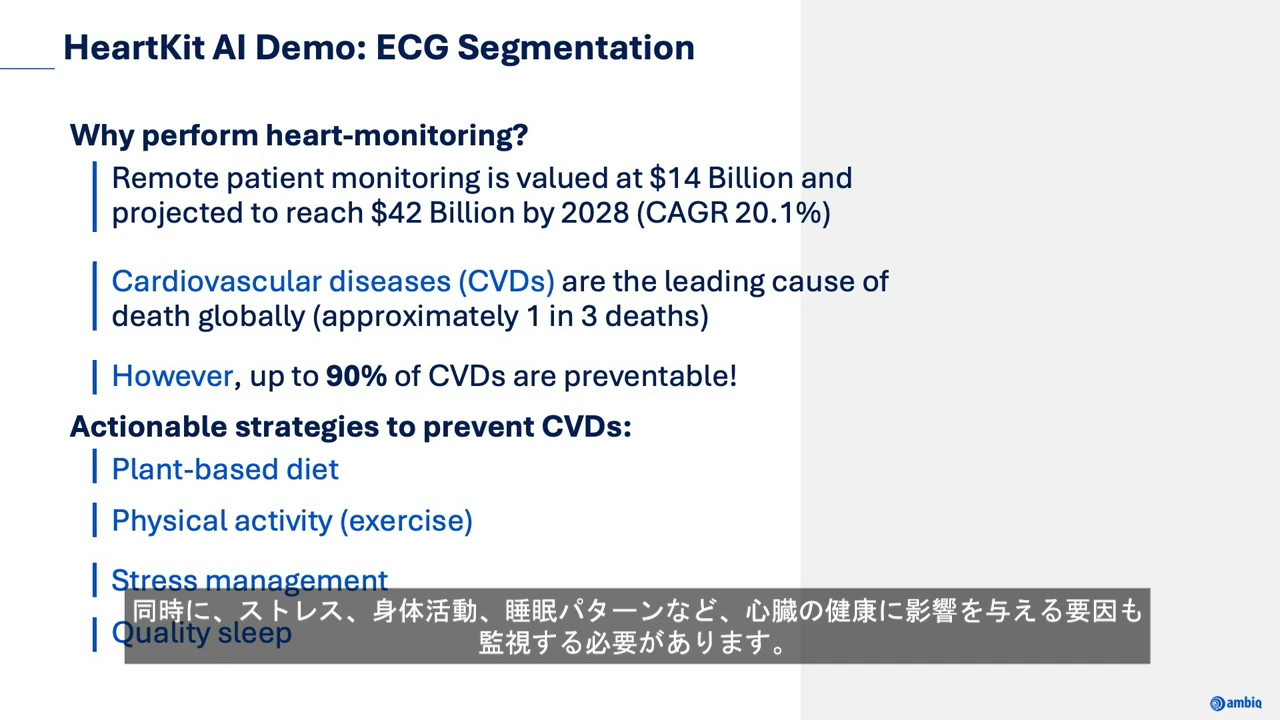 HeartKit AI Demo: ECG Segmentation
Why perform heart-monitoring?
Remote patient monitoring is valued at $14 Billion and
projected to reach $42 Billion by 2028 (CAGR 20.1%)
Cardiovascular diseases (CVDs) are the leading cause of
death globally (approximately 1 in 3 deaths)
However, up to 90% of CVDs are preventable!
Actionable strategies to prevent CVDs:
Plant-based diet
Physical activity (exercise)
Stress management
Quality sleep
同時に、ストレス、身体活動、睡眠パターンなど、心臓の健康に影響を与える要因も
監視する必要があります。
ambiq